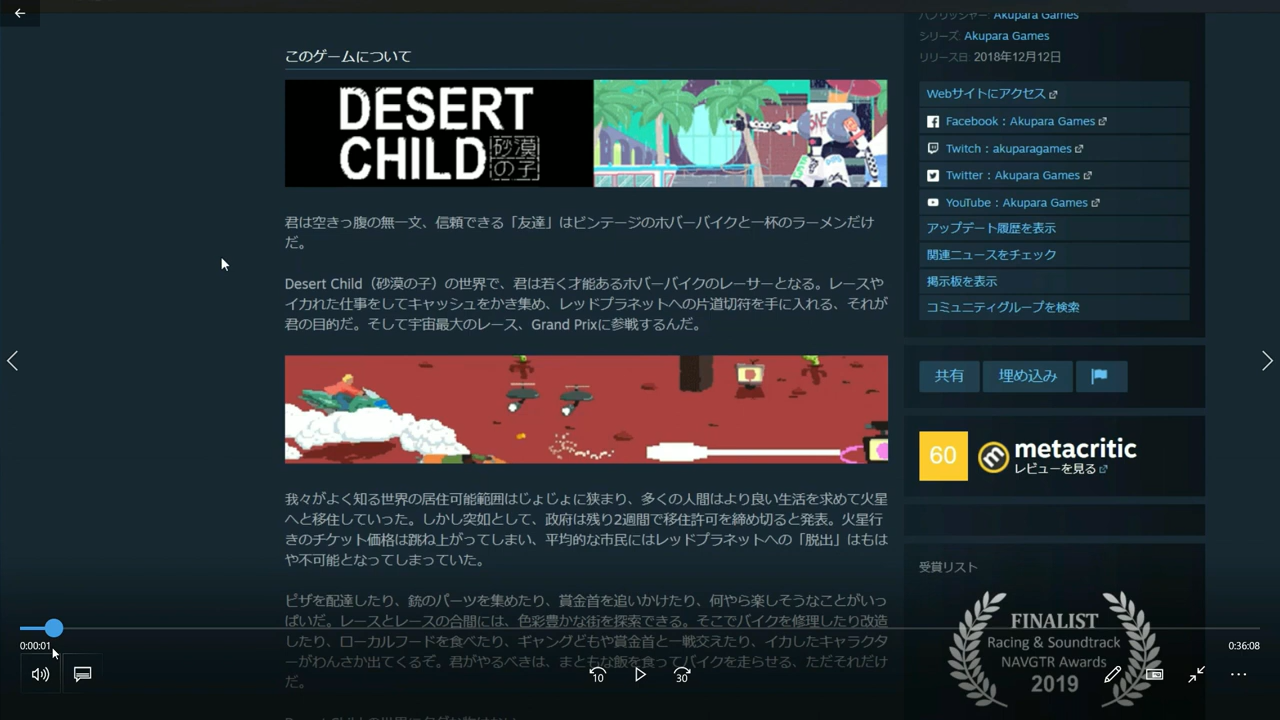 このゲームについて
DESERT
CHILD 砂漠
の子
君は空きっ腹の無一文、信頼できる「友達」はビンテージのホバーバイクと一杯のラーメンだけ
だ。
Desert Child（砂漠の子）の世界で、君は若く才能あるホバーバイクのレーサーとなる。レースや
イカれた仕事をしてキャッシュをかき集め、レッドプラネットへの片道切符を手に入れる、それが
君の目的だ。そして宇宙最大のレース、Grand Prixに参戦するんだ。
我々がよく知る世界の居住可能範囲はじょじょに狭まり、多くの人間はより良い生活を求めて火星
へと移住していった。しかし突如として、政府は残り2週間で移住許可を締め切ると発表。火星行
きのチケット価格は跳ね上がってしまい、平均的な市民にはレッドプラネットへの「脱出」はもは
や不可能となってしまっていた。
ピザを配達したり、銃のパーツを集めたり、賞金首を追いかけたり、何やら楽しそうなことがいっ
ぱいだ。レースとレースの合間には、色彩豊かな街を探索できる。そこでバイクを修理したり改造
したり、ローカルフードを食べたり、ギャングどもや賞金首と一戦交えたり、イカしたキャラクタ
ーがわんさか出てくるぞ。君がやるべきは、まともな飯を食ってバイクを走らせる、ただそれだけ
だ。
パブリッシャー: Akupara Games
シリーズ: Akupara Games
リリース日: 2018年12月12日
Webサイトにアクセス
Facebook：Akupara Games
Twitch：akuparagames
Twitter：Akupara Games
YouTube：Akupara Games
アップデート履歴を表示
関連ニュースをチェック
掲示板を表示
コミュニティグループを検索
共有 埋め込み
60 metacritic
レビューを見る
受賞リスト
FINALIST
Racing & Soundtrack
NAVGTR Awards
2019
0:00:01
0:36:08
10
30